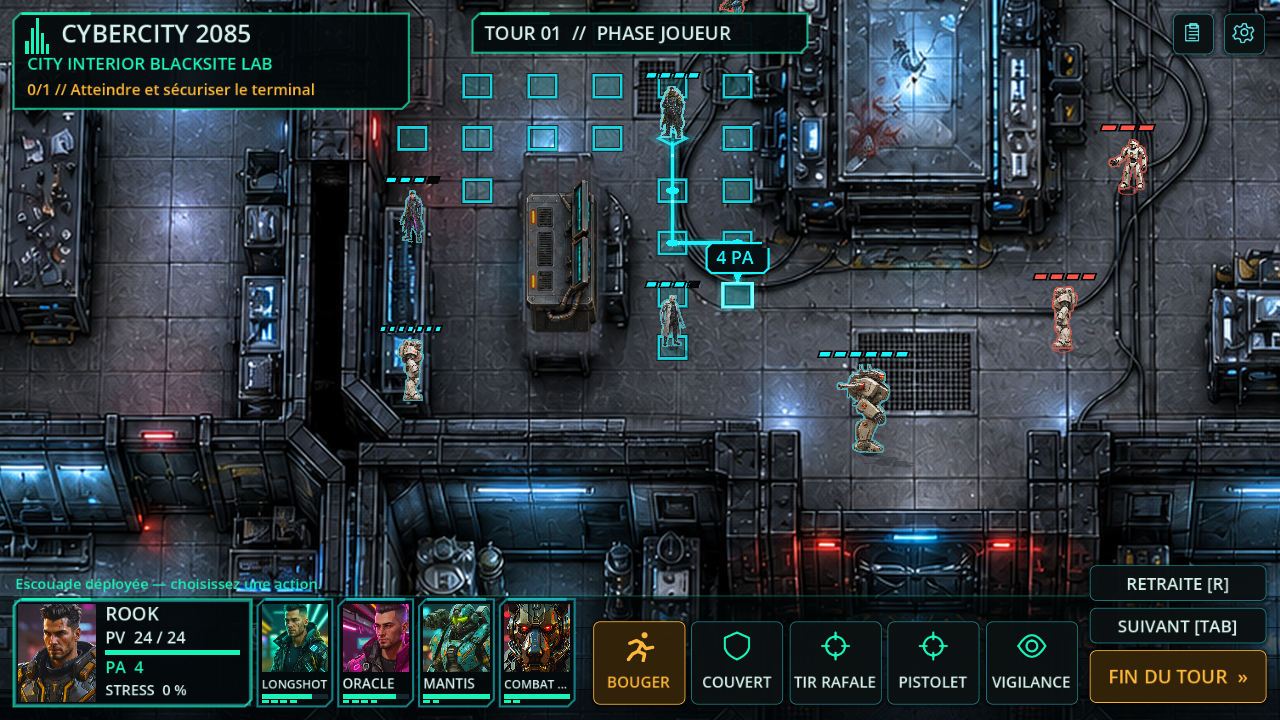 CYBERCITY 2085
CITY INTERIOR BLACKSITE LAB
0/1 // Atteindre et sécuriser le terminal
TOUR 01 // PHASE JOUEUR
4 PA
Escouade déployée — choisissez une action
ROOK
PV 24 / 24
PA 4
STRESS 0 %
LONGSHOT
ORACLE
MANTIS
COMBAT ...
BOUGER
COUVERT
TIR RAFALE
PISTOLET
VIGILANCE
RETRAITE [R]
SUIVANT [TAB]
FIN DU TOUR »